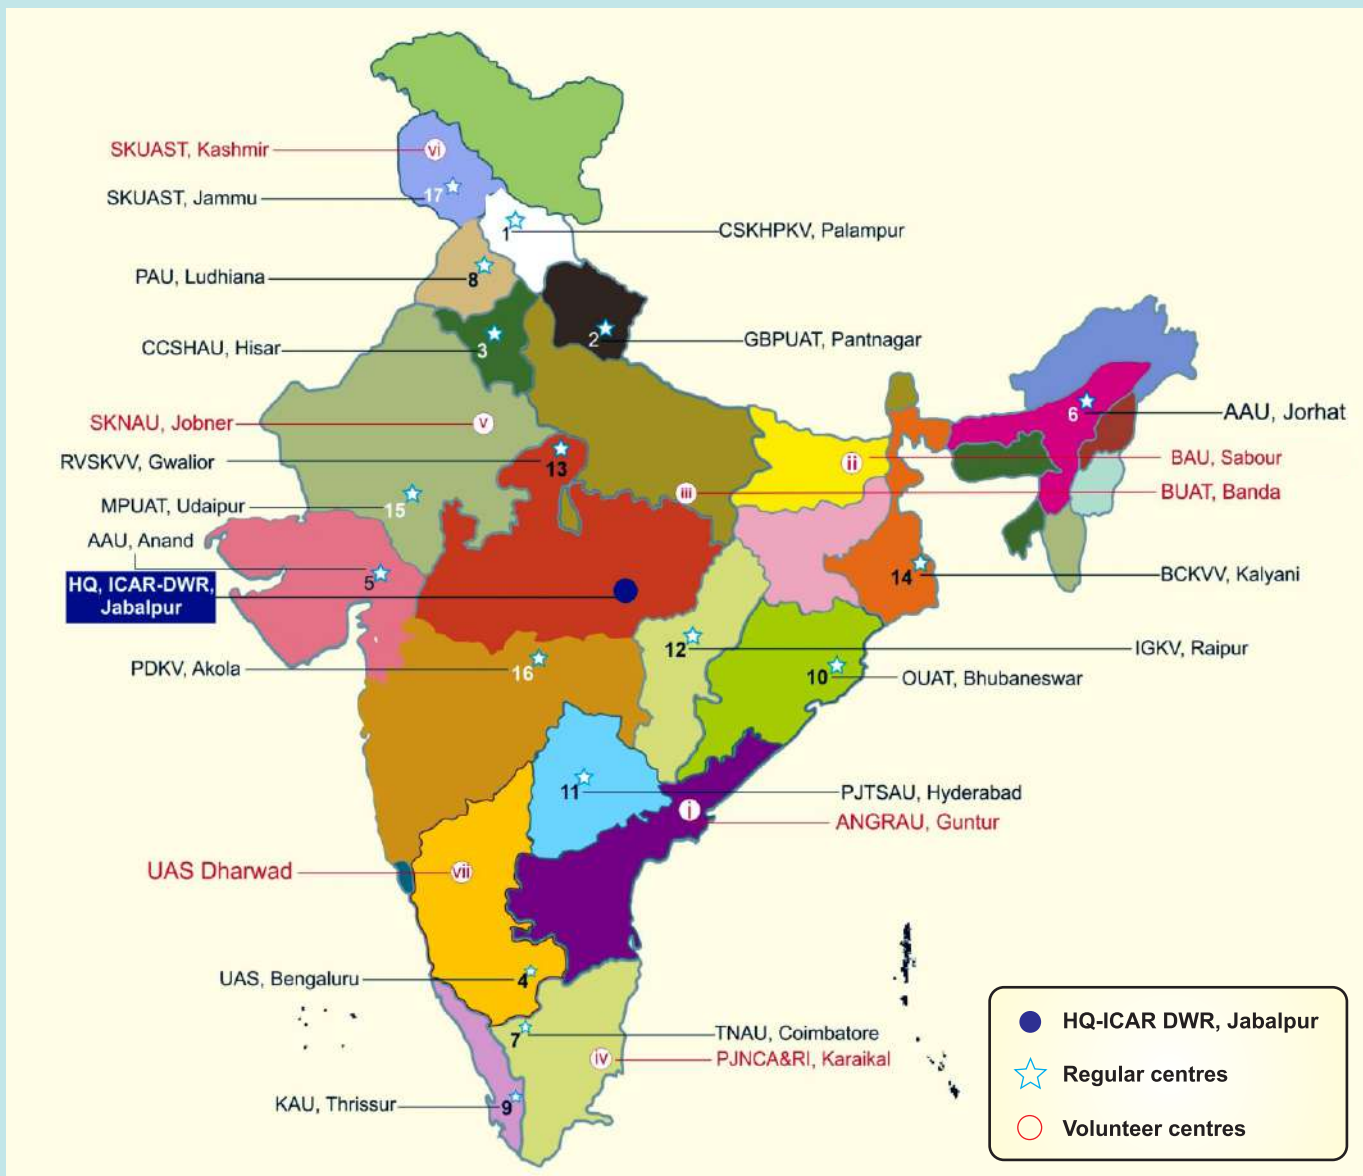 SKUAST, Kashmir
vi
SKUAST, Jammu
17
1
CSKHPKV, Palampur
PAU, Ludhiana
8
CCSHAU, Hisar
3
2
GBPUAT, Pantnagar
6
AAU, Jorhat
SKNAU, Jobner
v
RVSKVV, Gwalior
13
ii
BAU, Sabour
iii
BUAT, Banda
MPUAT, Udaipur
15
AAU, Anand
5
HQ, ICAR-DWR,
Jabalpur
14
BCKVV, Kalyani
12
IGKV, Raipur
PDKV, Akola
16
10
OUAT, Bhubaneswar
11
PJTSAU, Hyderabad
i
ANGRAU, Guntur
UAS Dharwad
vii
UAS, Bengaluru
4
7
TNAU, Coimbatore
iv
PJNCA&RI, Karaikal
KAU, Thrissur
9
HQ-ICAR DWR, Jabalpur
Regular centres
Volunteer centres